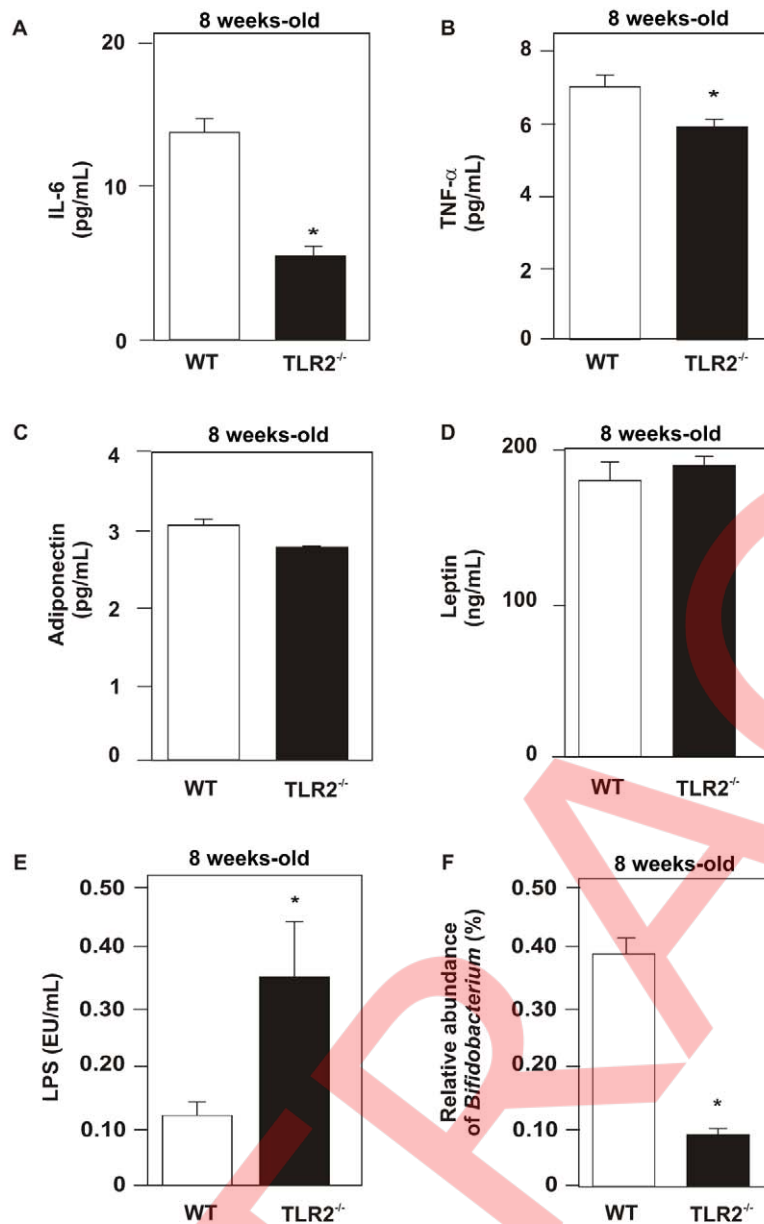 A
8 weeks-old
20
10
0
IL-6
(pg/mL)
*
WT
TLR2-/-
B
8 weeks-old
8
6
4
2
0
TNF-α
(pg/mL)
*
WT
TLR2-/-
C
8 weeks-old
4
3
2
1
0
Adiponectin
(pg/mL)
WT
TLR2-/-
D
8 weeks-old
200
100
0
Leptin
(ng/mL)
WT
TLR2-/-
E
8 weeks-old
0.50
0.40
0.30
0.20
0.10
0
LPS (EU/mL)
*
WT
TLR2-/-
F
8 weeks-old
0.50
0.40
0.30
0.20
0.10
0
Relative abundance
of Bifidobacterium (%)
*
WT
TLR2-/-
TRAC